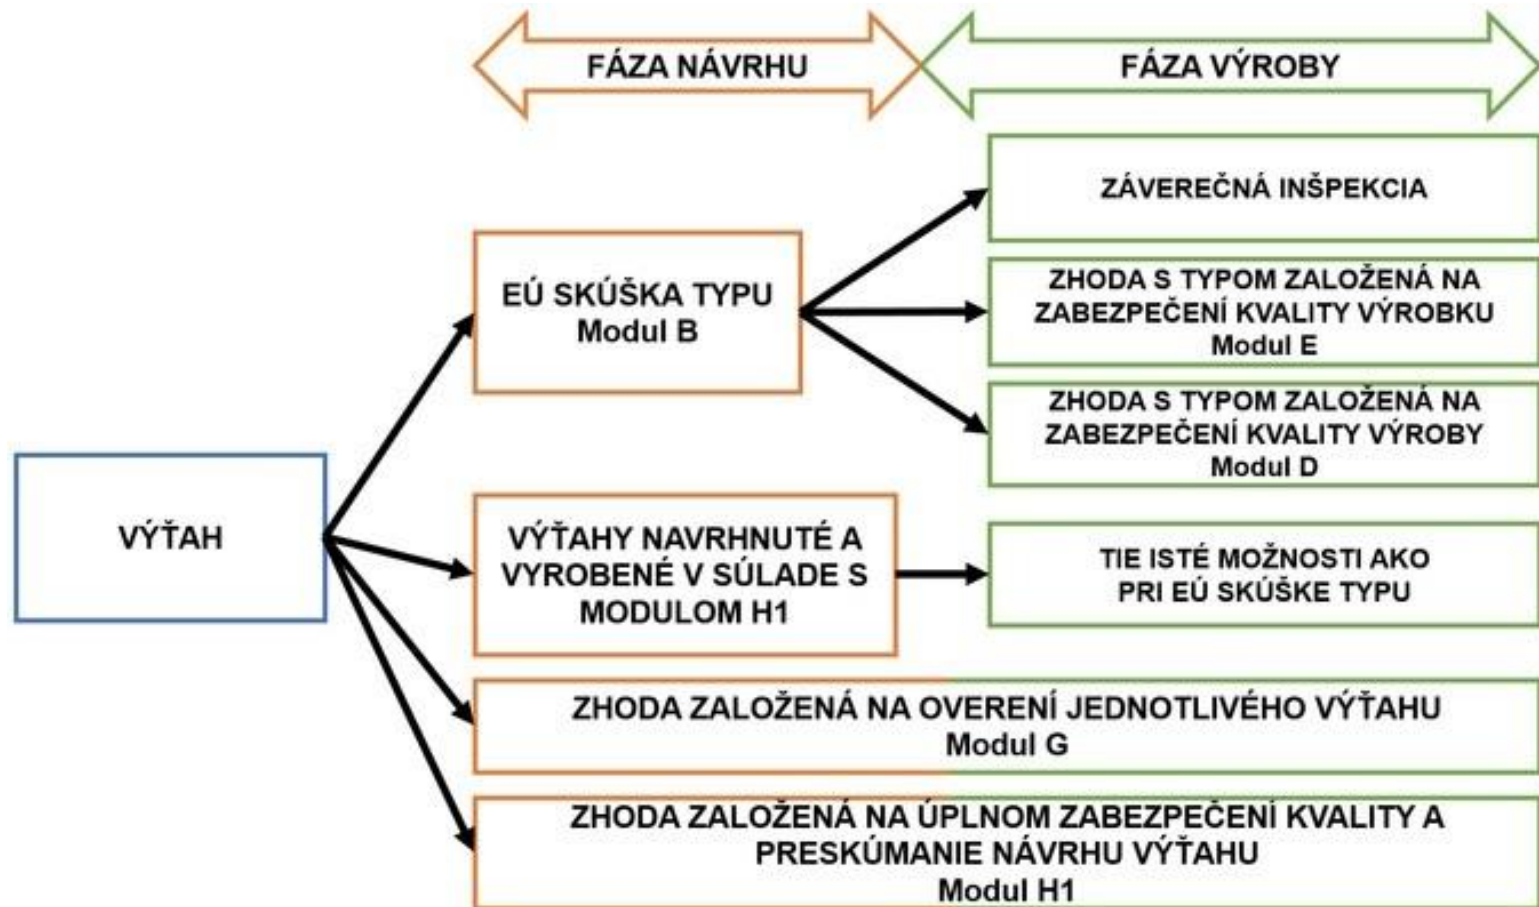 FÁZA NÁVRHU
FÁZA VÝROBY
ZÁVEREČNÁ INŠPEKCIA
EÚ SKÚŠKA TYPU
Modul B
ZHODA S TYPOM ZALOŽENÁ NA
ZABEZPEČENÍ KVALITY VÝROBKU
Modul E
ZHODA S TYPOM ZALOŽENÁ NA
ZABEZPEČENÍ KVALITY VÝROBY
Modul D
VÝŤAH
VÝŤAHY NAVRHNUTÉ A
VYROBENÉ V SÚLADE S
MODULOM H1
TIE ISTÉ MOŽNOSTI AKO
PRI EÚ SKÚŠKE TYPU
ZHODA ZALOŽENÁ NA OVERENÍ JEDNOTLIVÉHO VÝŤAHU
Modul G
ZHODA ZALOŽENÁ NA ÚPLNOM ZABEZPEČENÍ KVALITY A
PRESKÚMANIE NÁVRHU VÝŤAHU
Modul H1